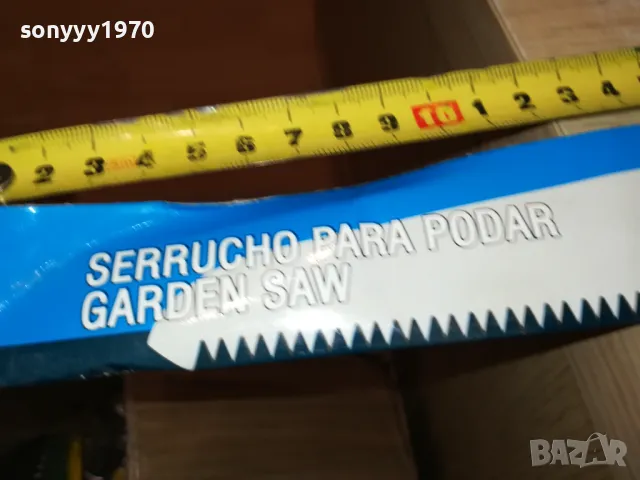 sonyyy1970
2 3 4 5 6 7 8 9 10 1 2 3 4
SERRUCHO PARA PODAR
GARDEN SAW
BAZAR